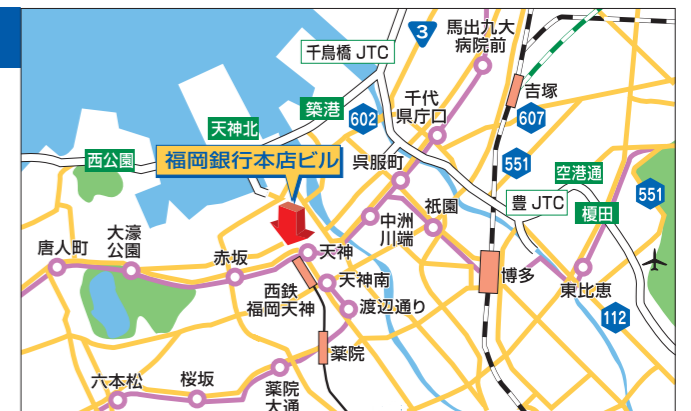 3
馬出九大
病院前
千鳥橋 JTC
吉塚
千代
県庁口
築港
602
607
天神北
西公園
福岡銀行本店ビル
呉服町
551
空港通
551
豊 JTC
榎田
祇園
中洲
川端
唐人町
大濠
公園
赤坂
天神
博多
東比恵
西鉄
福岡天神
天神南
渡辺通り
112
薬院
六本松
桜坂
薬院
大通